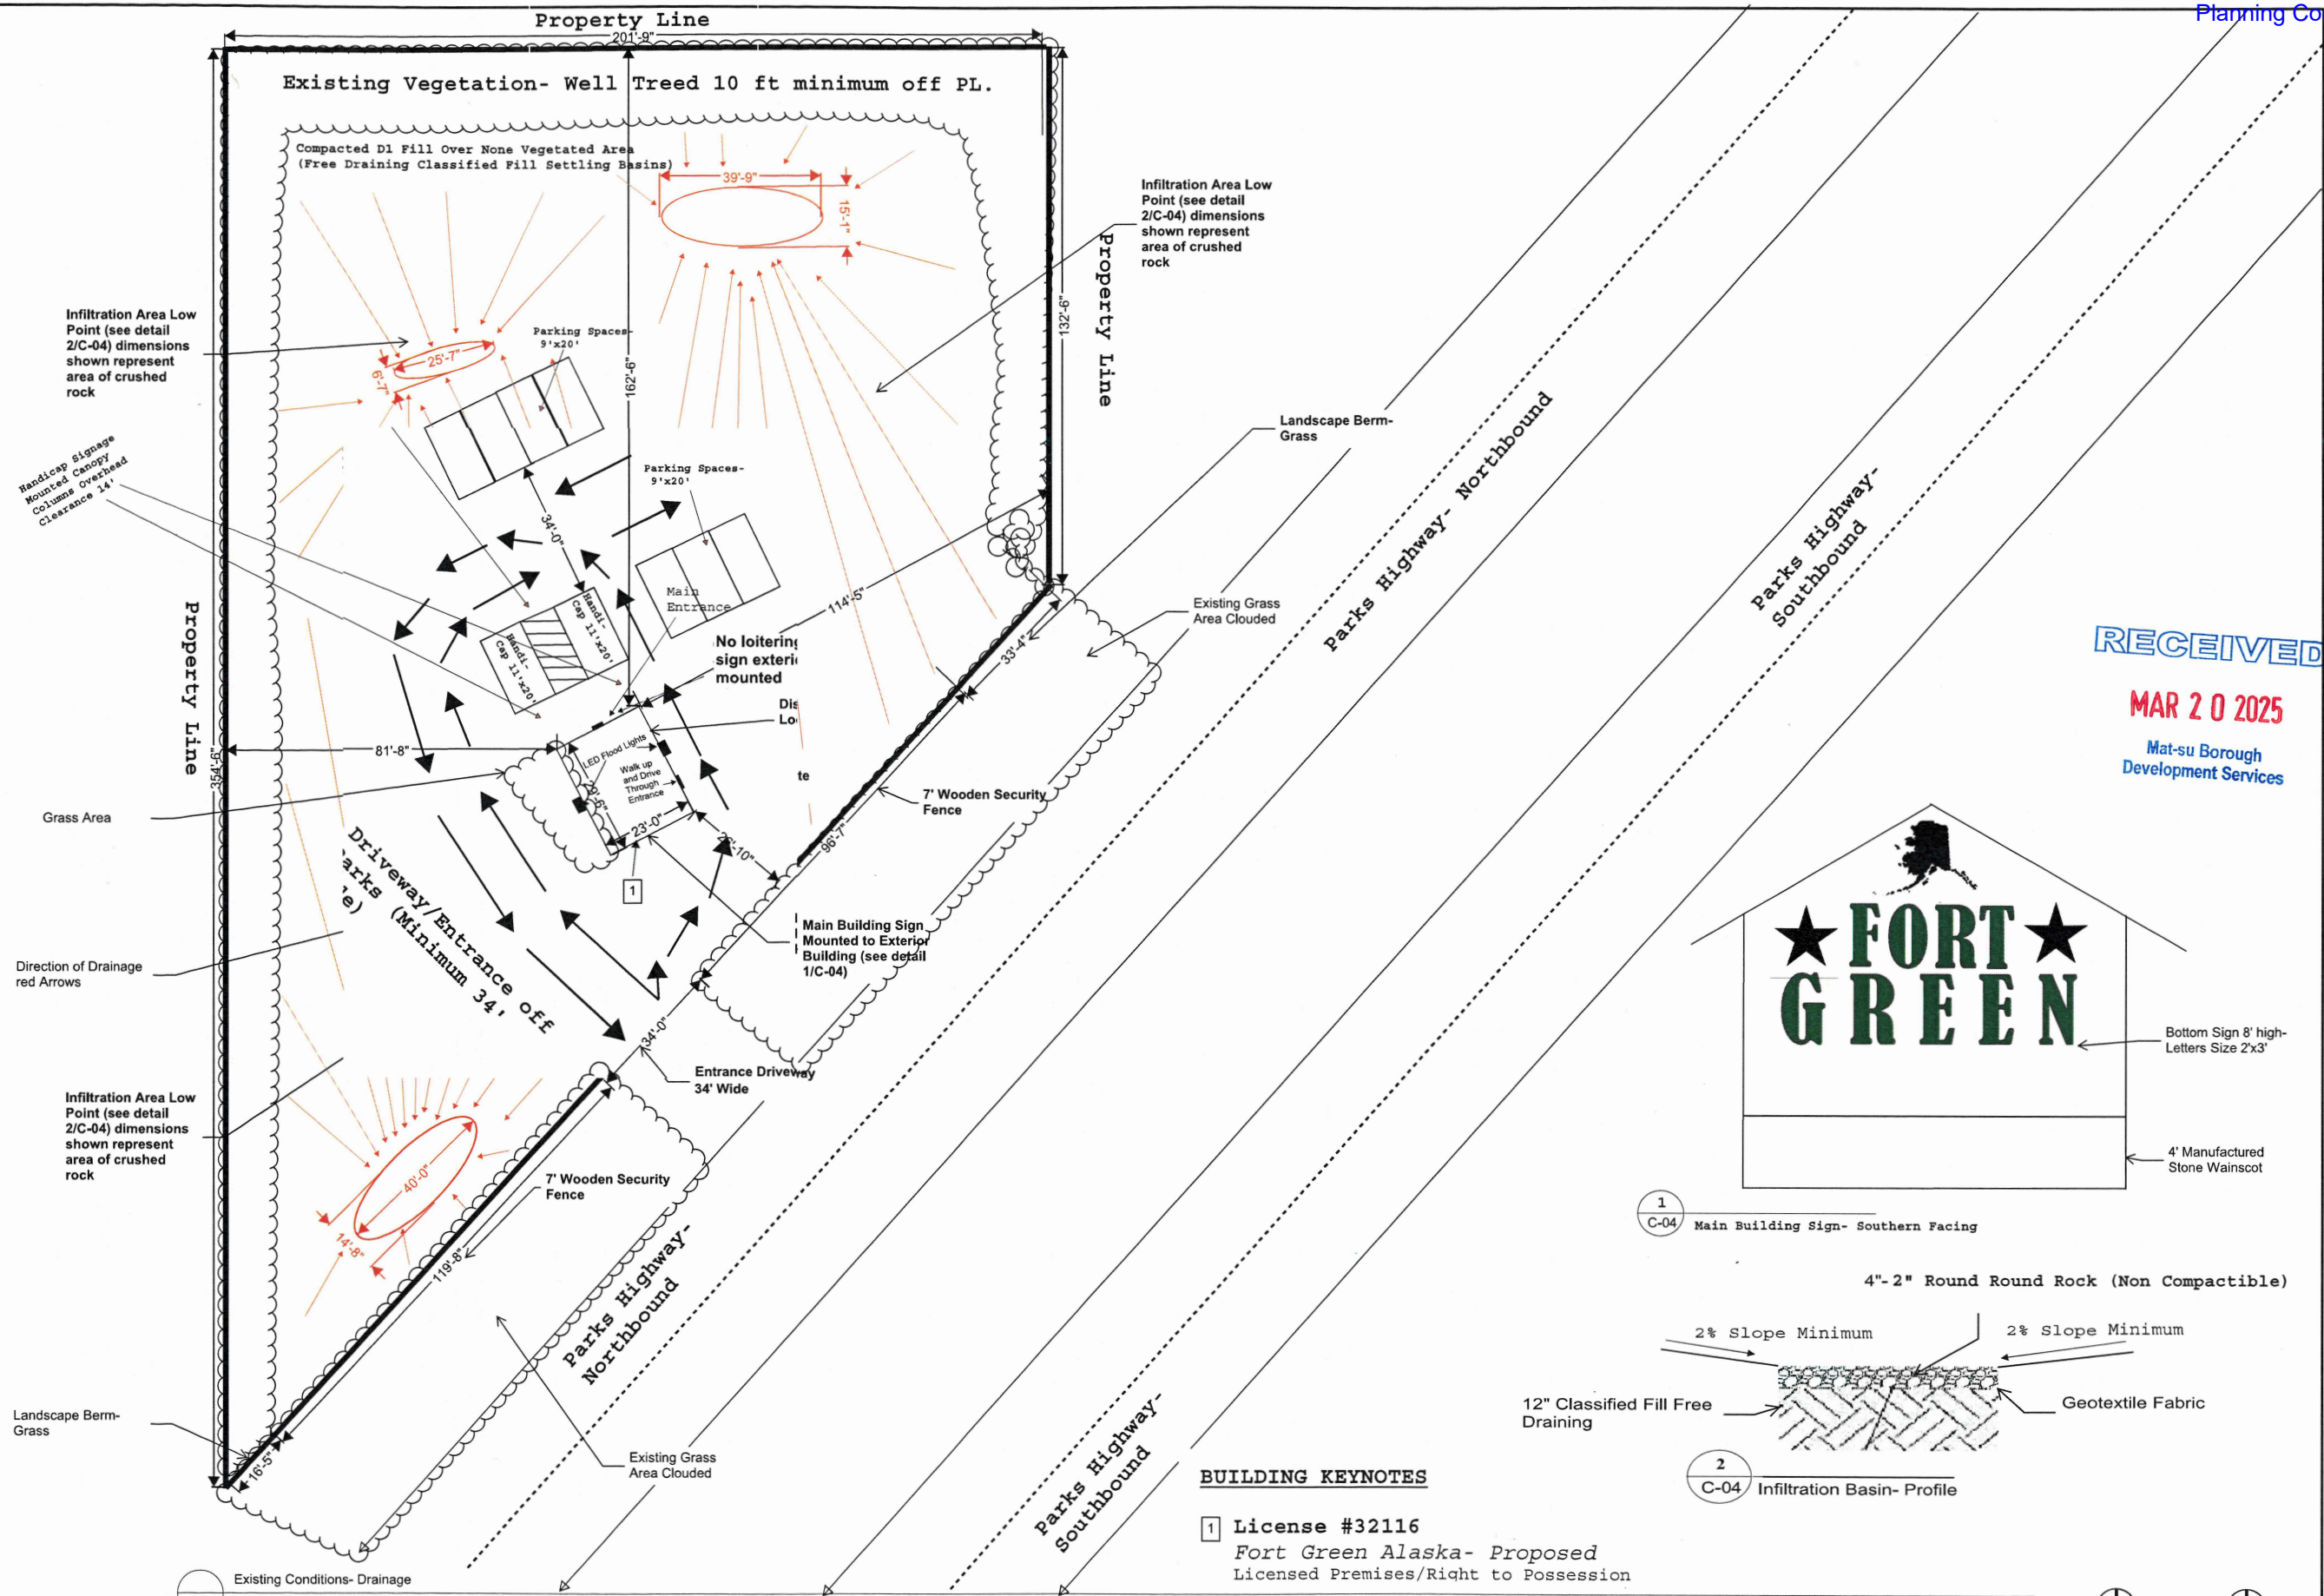 Planning Co
Property Line
201'-9"
Existing Vegetation- Well Treed 10 ft minimum off PL.
Compacted D1 Fill Over None Vegetated Area
(Free Draining Classified Fill Settling Basins)
39'-9"
15'-1"
Infiltration Area Low
Point (see detail
2/C-04) dimensions
shown represent
area of crushed
rock
Property Line
132'-6"
Infiltration Area Low
Point (see detail
2/C-04) dimensions
shown represent
area of crushed
rock
25'-7"
6'-7"
Parking Spaces-
9'x20'
162'-6"
Handicap Signage
Mounted Canopy
Columns Overhead
Clearance 14'
Landscape Berm-
Grass
Parks Highway- Northbound
Parks Highway-
Southbound
Parking Spaces-
9'x20'
34'-0"
Main
Entrance
114'-5"
Handi-
Cap 11'x20'
Handi-
Cap 11'x20'
Existing Grass
Area Clouded
33'-4"
No loitering
sign exteri
mounted
Dis
Lo
te
Property Line
354'-6"
81'-8"
LED Flood Lights
Walk up
and Drive
Through
Entrance
29'-6"
23'-0"
26'-10"
96'-7"
7' Wooden Security
Fence
Grass Area
1
Driveway/Entrance off
arks (Minimum 34'
le)
Main Building Sign
Mounted to Exterior
Building (see detail
1/C-04)
Direction of Drainage
red Arrows
34'-0"
Entrance Driveway
34' Wide
Infiltration Area Low
Point (see detail
2/C-04) dimensions
shown represent
area of crushed
rock
40'-0"
14'-8"
7' Wooden Security
Fence
119'-8"
Parks Highway-
Northbound
Landscape Berm-
Grass
16'-5"
Existing Grass
Area Clouded
Parks Highway-
Southbound
Existing Conditions- Drainage
RECEIVED
MAR 20 2025
Mat-su Borough
Development Services
FORT
GREEN
Bottom Sign 8' high-
Letters Size 2'x3'
4' Manufactured
Stone Wainscot
1
C-04
Main Building Sign- Southern Facing
4"-2" Round Round Rock (Non Compactible)
2% Slope Minimum
2% Slope Minimum
12" Classified Fill Free
Draining
Geotextile Fabric
2
C-04
Infiltration Basin- Profile
BUILDING KEYNOTES
1 License #32116
Fort Green Alaska- Proposed
Licensed Premises/Right to Possession